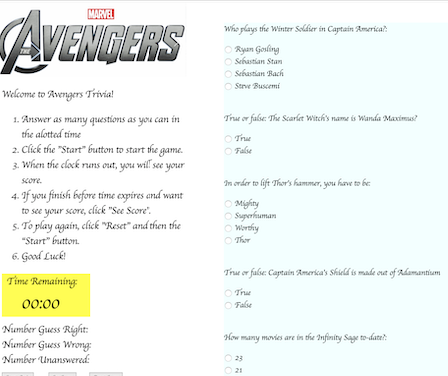 MARVEL
AVENGERS
THE
Welcome to Avengers Trivia!
1. Answer as many questions as you can in
the alotted time
2. Click the "Start" button to start the game.
3. When the clock runs out, you will see your
score.
4. If you finish before time expires and want
to see your score, click "See Score".
5. To play again, click "Reset" and then the
"Start" button.
6. Good Luck!
Time Remaining:
00:00
Number Guess Right:
Number Guess Wrong:
Number Unanswered:
Who plays the Winter Soldier in Captain America?:
Ryan Gosling
Sebastian Stan
Sebastian Bach
Steve Buscemi
True or false: The Scarlet Witch's name is Wanda Maximus?
True
False
In order to lift Thor's hammer, you have to be:
Mighty
Superhuman
Worthy
Thor
True or false: Captain America's Shield is made out of Adamantium
True
False
How many movies are in the Infinity Sage to-date?:
23
21